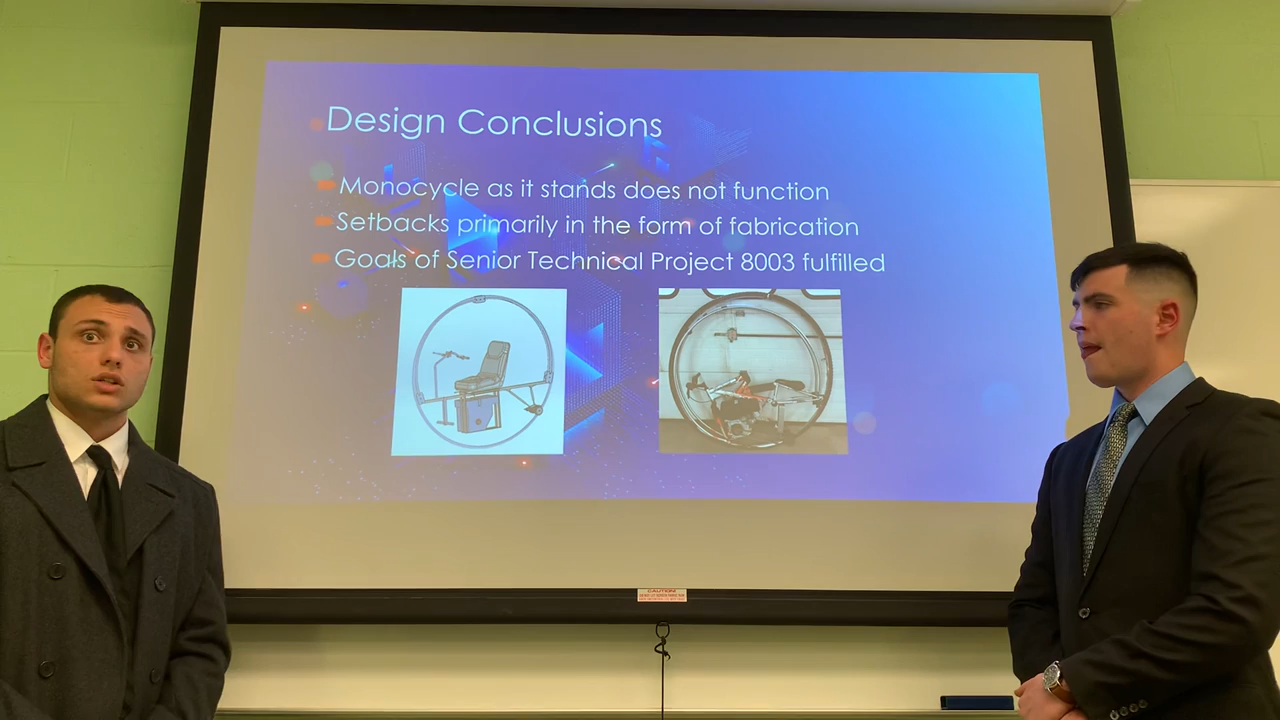 Design Conclusions
Monocycle as it stands does not function
Setbacks primarily in the form of fabrication
Goals of Senior Technical Project 8003 fulfilled
CAUTION!